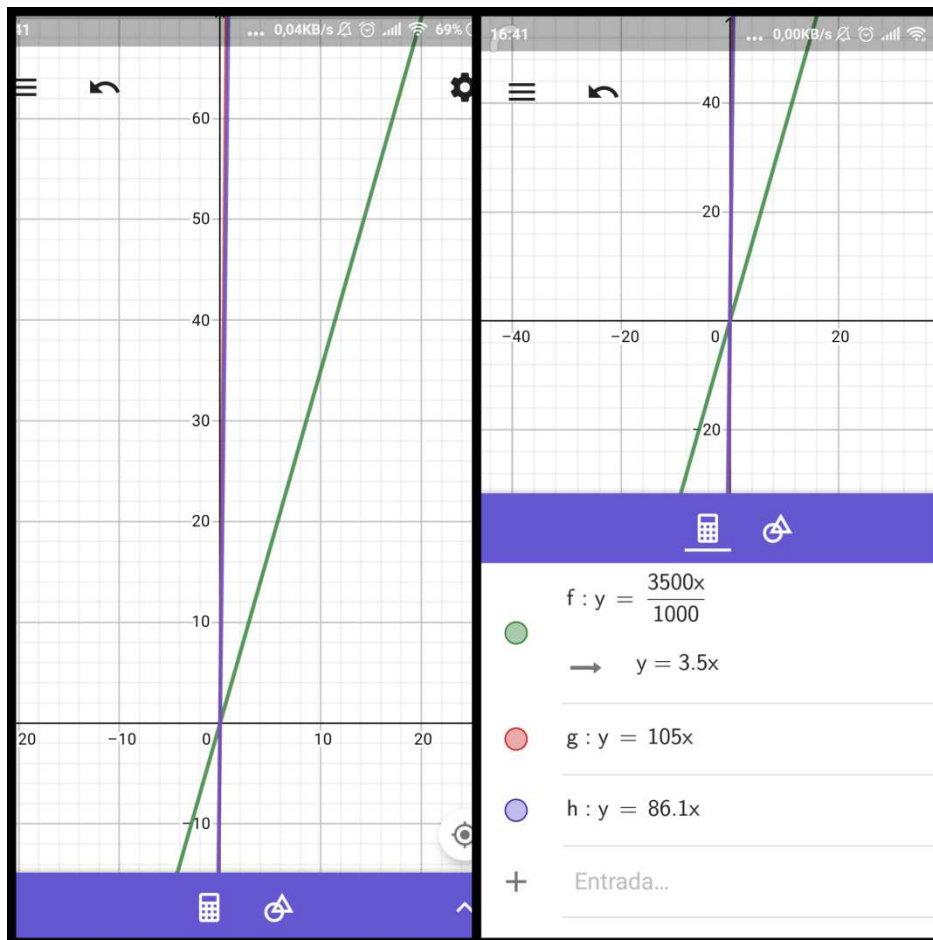 41
... 0,04KB/s 69%
60
50
40
30
20
10
20 −10 0 10 20
−10
16:41
... 0,00KB/s
40
20
−40 −20 0 20
−20
f : y = 3500x
1000
→ y = 3.5x
g : y = 105x
h : y = 86.1x
+ Entrada...